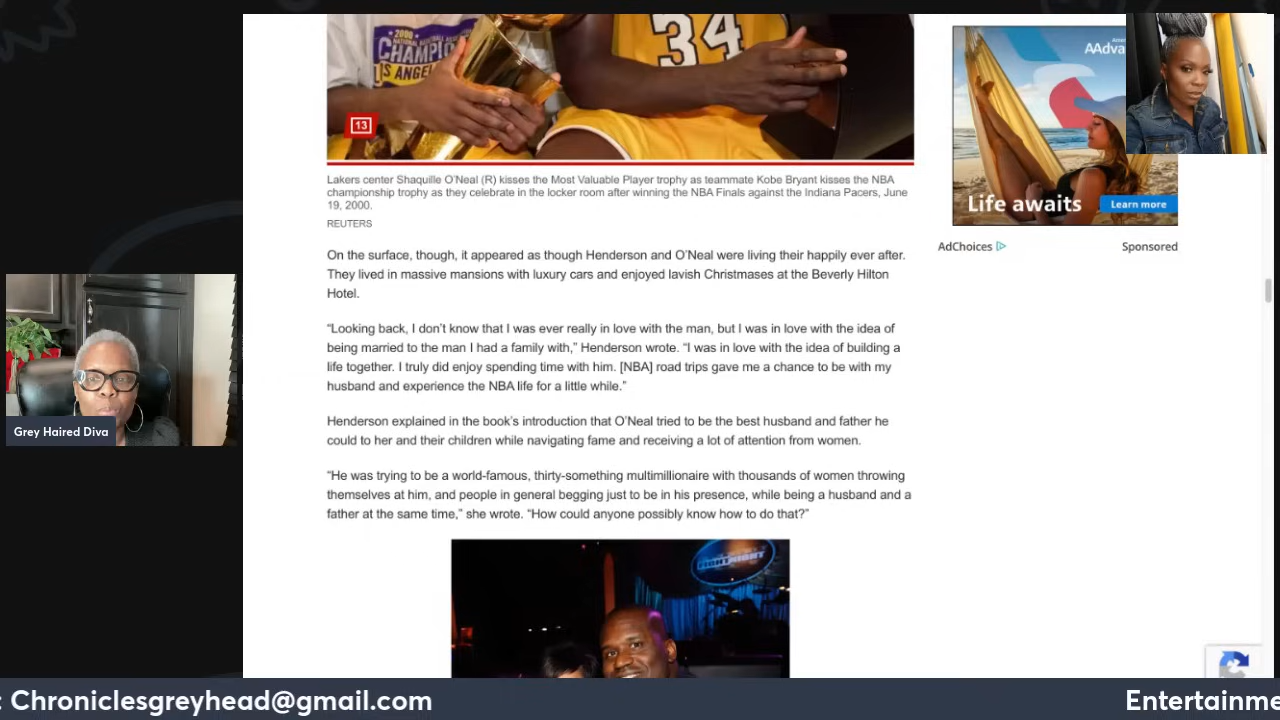 2000
NATIONAL BASKETBALL ASSOCIATION
CHAMPIO
LOS ANGEL
34
13
Lakers center Shaquille O'Neal (R) kisses the Most Valuable Player trophy as teammate Kobe Bryant kisses the NBA
championship trophy as they celebrate in the locker room after winning the NBA Finals against the Indiana Pacers, June
19, 2000.
REUTERS
On the surface, though, it appeared as though Henderson and O'Neal were living their happily ever after.
They lived in massive mansions with luxury cars and enjoyed lavish Christmases at the Beverly Hilton
Hotel.
“Looking back, I don't know that I was ever really in love with the man, but I was in love with the idea of
being married to the man I had a family with,” Henderson wrote. “I was in love with the idea of building a
life together. I truly did enjoy spending time with him. [NBA] road trips gave me a chance to be with my
husband and experience the NBA life for a little while.”
Henderson explained in the book's introduction that O'Neal tried to be the best husband and father he
could to her and their children while navigating fame and receiving a lot of attention from women.
“He was trying to be a world-famous, thirty-something multimillionaire with thousands of women throwing
themselves at him, and people in general begging just to be in his presence, while being a husband and a
father at the same time,” she wrote. “How could anyone possibly know how to do that?”
FIGHT NIGHT
AAdva
Life awaits
Learn more
AdChoices
Sponsored
Grey Haired Diva
: Chroniclesgreyhead@gmail.com
Entertainme